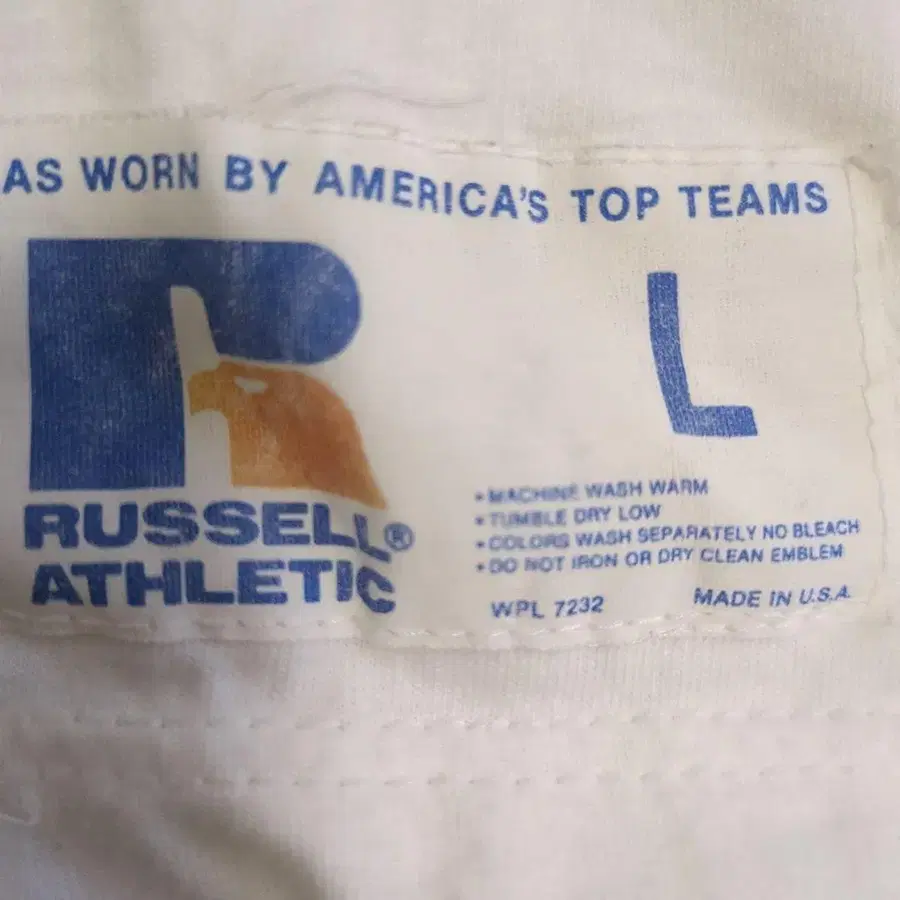 AS WORN BY AMERICA'S TOP TEAMS
L
RUSSELL®
ATHLETIC
•MACHINE WASH WARM
•TUMBLE DRY LOW
•COLORS WASH SEPARATELY NO BLEACH
•DO NOT IRON OR DRY CLEAN EMBLEM
WPL 7232 MADE IN U.S.A.